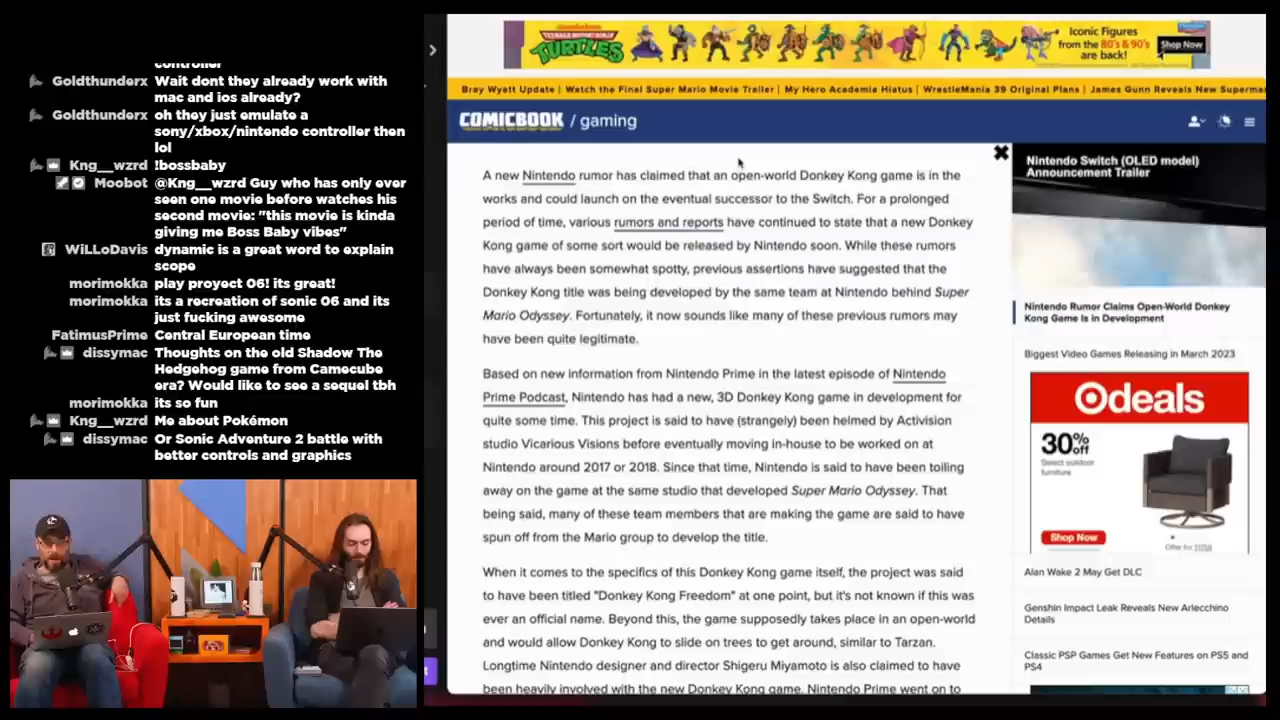 controller
Goldthunderx Wait dont they already work with
mac and ios already?
Goldthunderx oh they just emulate a
sony/xbox/nintendo controller then
lol
Kng__wzrd !bossbaby
Moobot @Kng__wzrd Guy who has only ever
seen one movie before watches his
second movie: "this movie is kinda
giving me Boss Baby vibes"
WiLLoDavis dynamic is a great word to explain
scope
morimokka play proyect 06! its great!
morimokka its a recreation of sonic 06 and its
just fucking awesome
FatimusPrime Central European time
dissymac Thoughts on the old Shadow The
Hedgehog game from Camecube
era? Would like to see a sequel tbh
morimokka its so fun
Kng__wzrd Me about Pokémon
dissymac Or Sonic Adventure 2 battle with
better controls and graphics
TEENAGE MUTANT NINJA
TURTLES
Iconic Figures
from the 80's & 90's
are back!
Shop Now
Bray Wyatt Update | Watch the Final Super Mario Movie Trailer | My Hero Academia Hiatus | WrestleMania 39 Original Plans | James Gunn Reveals New Superma
COMICBOOK / gaming
A new Nintendo rumor has claimed that an open-world Donkey Kong game is in the
works and could launch on the eventual successor to the Switch. For a prolonged
period of time, various rumors and reports have continued to state that a new Donkey
Kong game of some sort would be released by Nintendo soon. While these rumors
have always been somewhat spotty, previous assertions have suggested that the
Donkey Kong title was being developed by the same team at Nintendo behind Super
Mario Odyssey. Fortunately, it now sounds like many of these previous rumors may
have been quite legitimate.
Based on new information from Nintendo Prime in the latest episode of Nintendo
Prime Podcast, Nintendo has had a new, 3D Donkey Kong game in development for
quite some time. This project is said to have (strangely) been helmed by Activision
studio Vicarious Visions before eventually moving in-house to be worked on at
Nintendo around 2017 or 2018. Since that time, Nintendo is said to have been toiling
away on the game at the same studio that developed Super Mario Odyssey. That
being said, many of these team members that are making the game are said to have
spun off from the Mario group to develop the title.
When it comes to the specifics of this Donkey Kong game itself, the project was said
to have been titled "Donkey Kong Freedom" at one point, but it's not known if this was
ever an official name. Beyond this, the game supposedly takes place in an open-world
and would allow Donkey Kong to slide on trees to get around, similar to Tarzan.
Longtime Nintendo designer and director Shigeru Miyamoto is also claimed to have
been heavily involved with the new Donkey Kong game. Nintendo Prime went on to
Nintendo Switch (OLED model)
Announcement Trailer
Nintendo Rumor Claims Open-World Donkey
Kong Game Is in Development
Biggest Video Games Releasing in March 2023
deals
30%
off
Select outdoor
furniture
Shop Now
Alan Wake 2 May Get DLC
Genshin Impact Leak Reveals New Arlecchino
Details
Classic PSP Games Get New Features on PS5 and
PS4